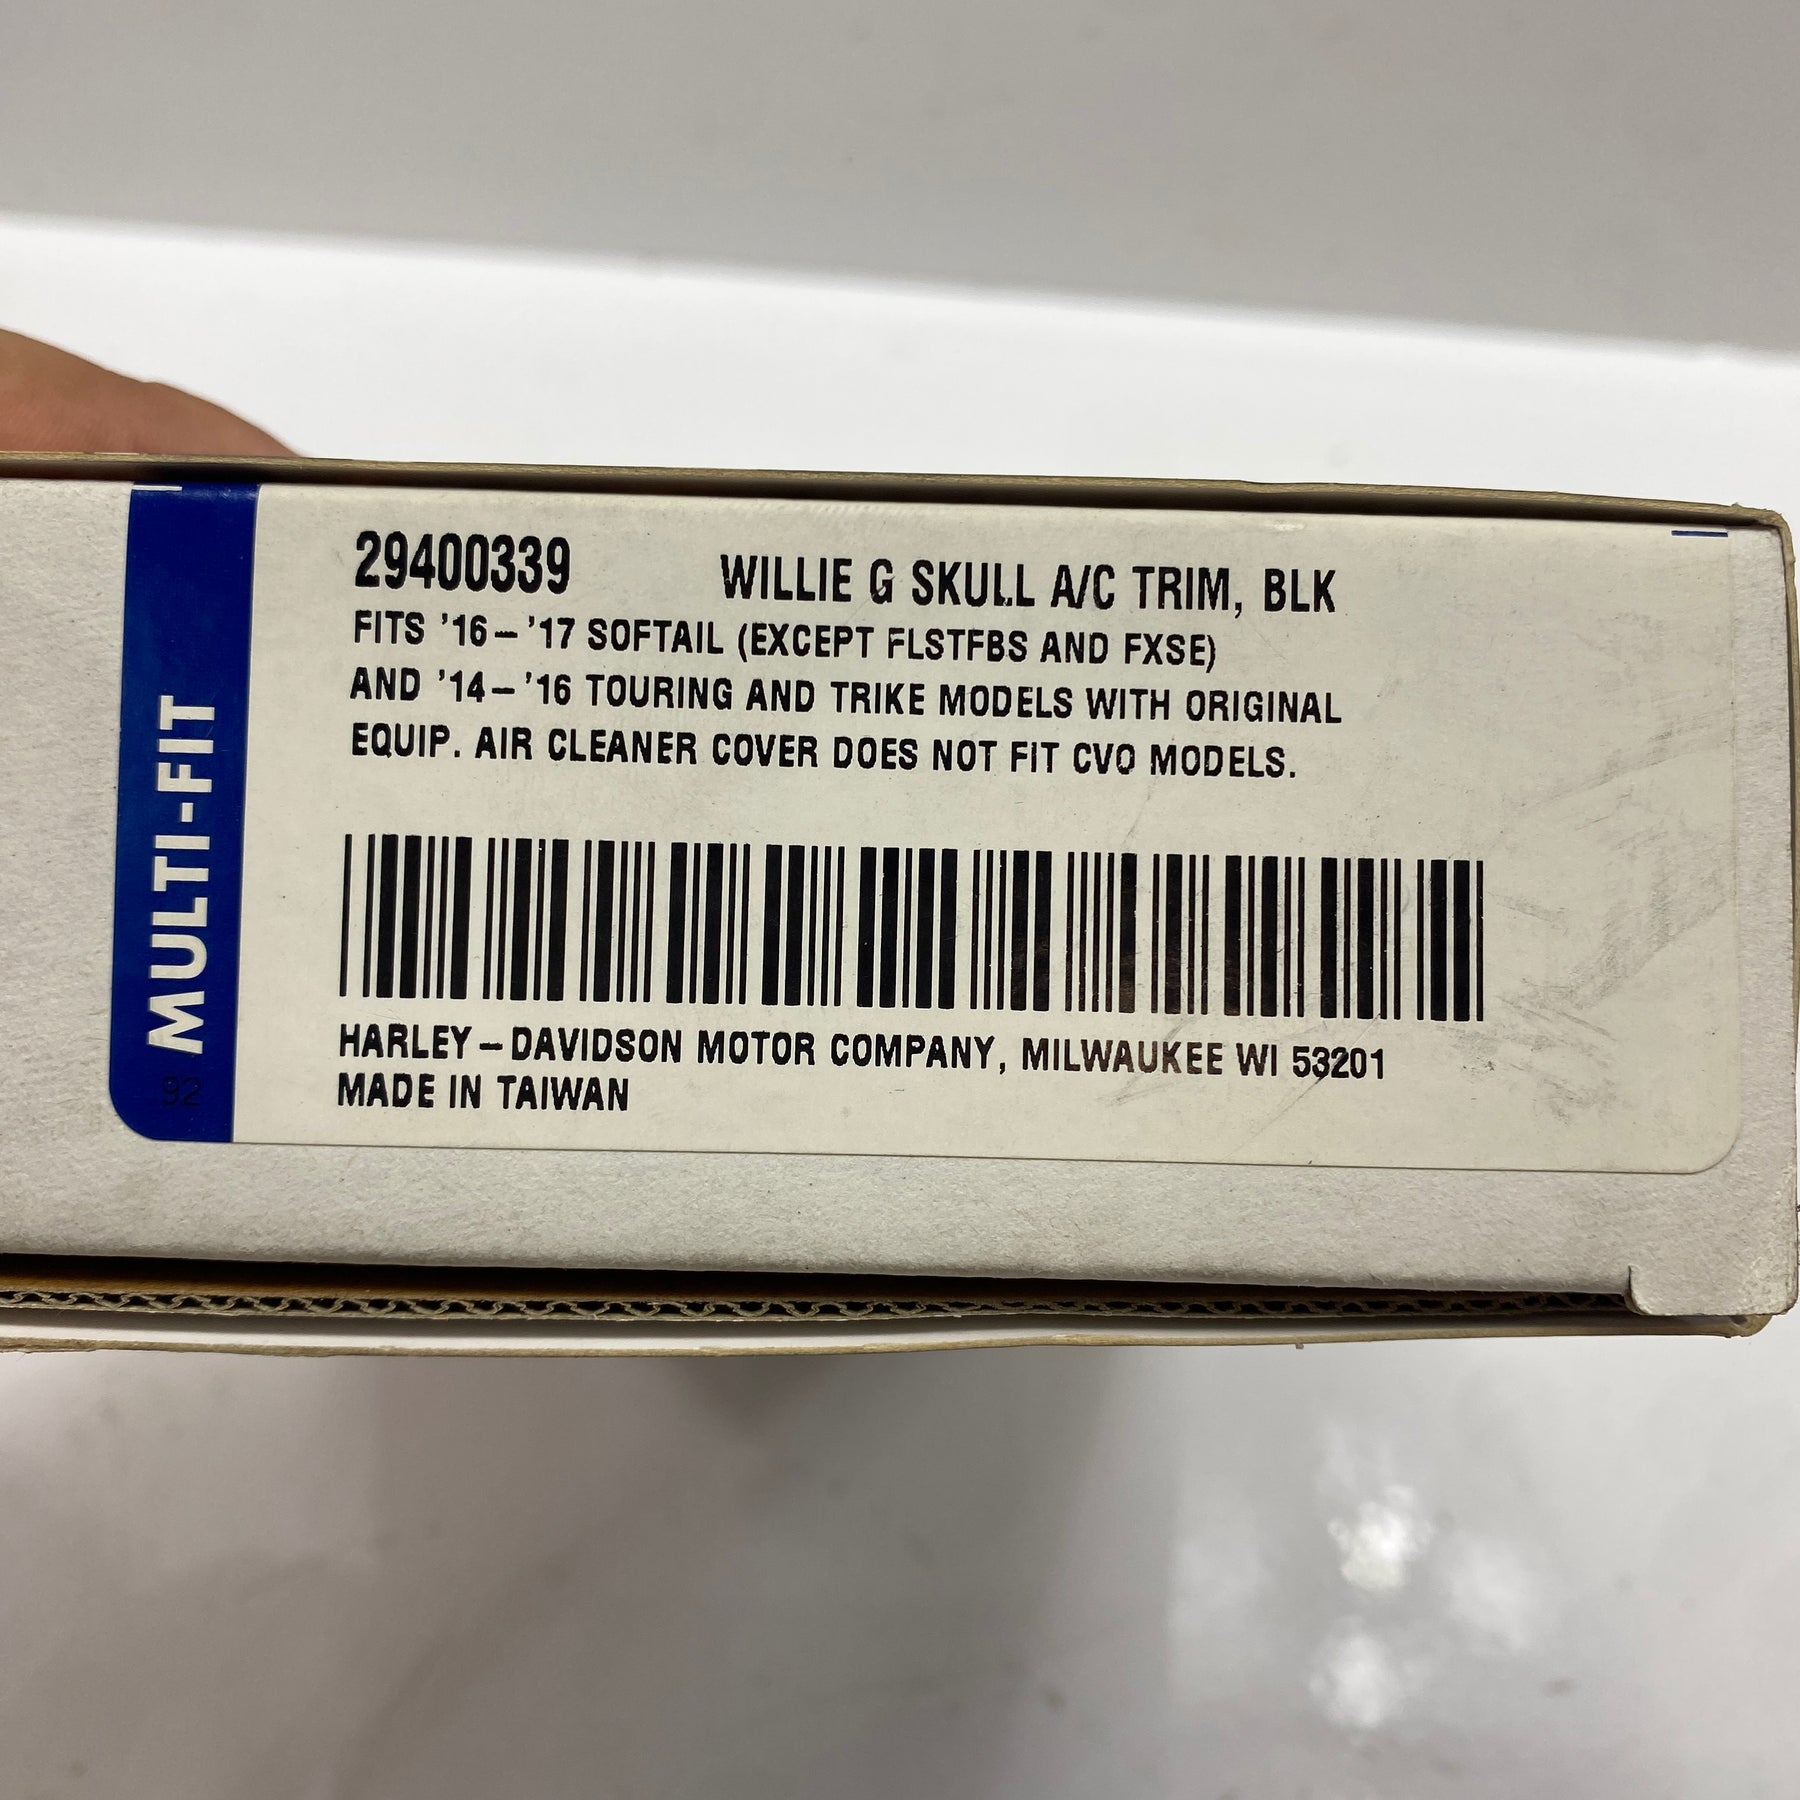 MULTI-FIT
92
29400339 WILLIE G SKULL A/C TRIM, BLK
FITS '16-'17 SOFTAIL (EXCEPT FLSTFBS AND FXSE)
AND '14-'16 TOURING AND TRIKE MODELS WITH ORIGINAL
EQUIP. AIR CLEANER COVER DOES NOT FIT CVO MODELS.
HARLEY-DAVIDSON MOTOR COMPANY, MILWAUKEE WI 53201
MADE IN TAIWAN